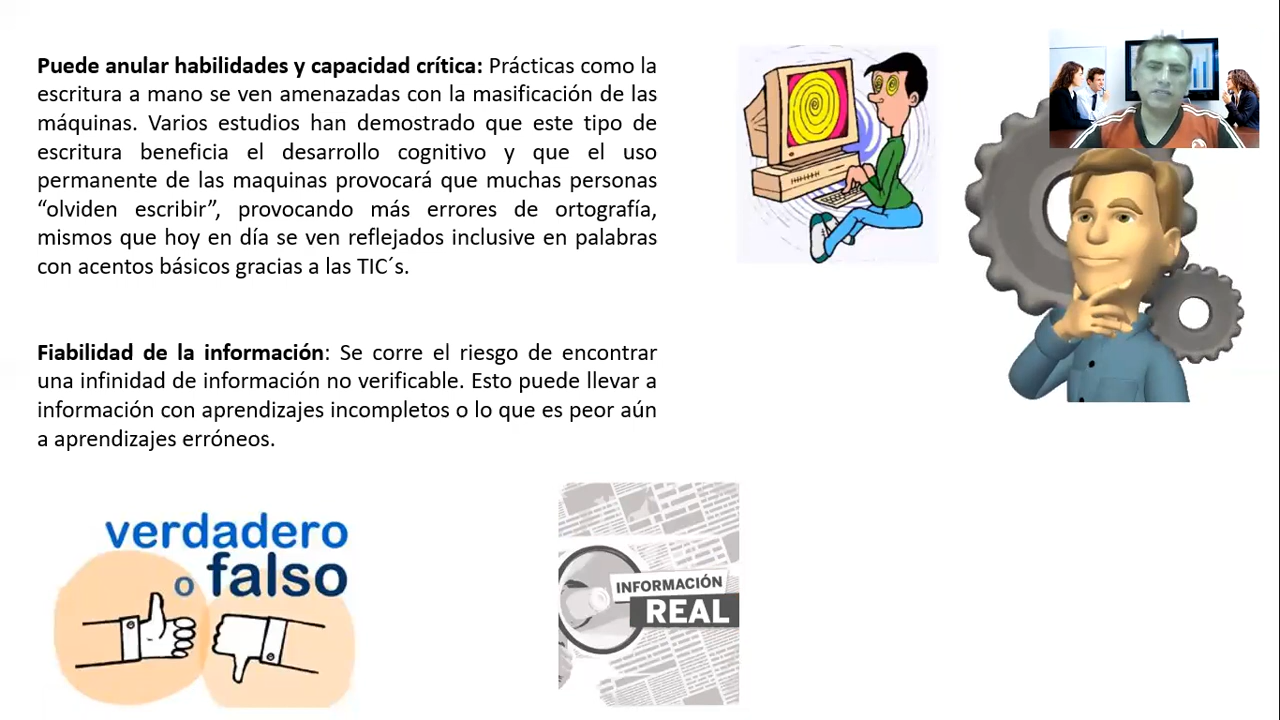 Puede anular habilidades y capacidad crítica: Prácticas como la
escritura a mano se ven amenazadas con la masificación de las
máquinas. Varios estudios han demostrado que este tipo de
escritura beneficia el desarrollo cognitivo y que el uso
permanente de las maquinas provocará que muchas personas
“olviden escribir”, provocando más errores de ortografía,
mismos que hoy en día se ven reflejados inclusive en palabras
con acentos básicos gracias a las TIC´s.
Fiabilidad de la información: Se corre el riesgo de encontrar
una infinidad de información no verificable. Esto puede llevar a
información con aprendizajes incompletos o lo que es peor aún
a aprendizajes erróneos.
verdadero
o falso
INFORMACIÓN
REAL